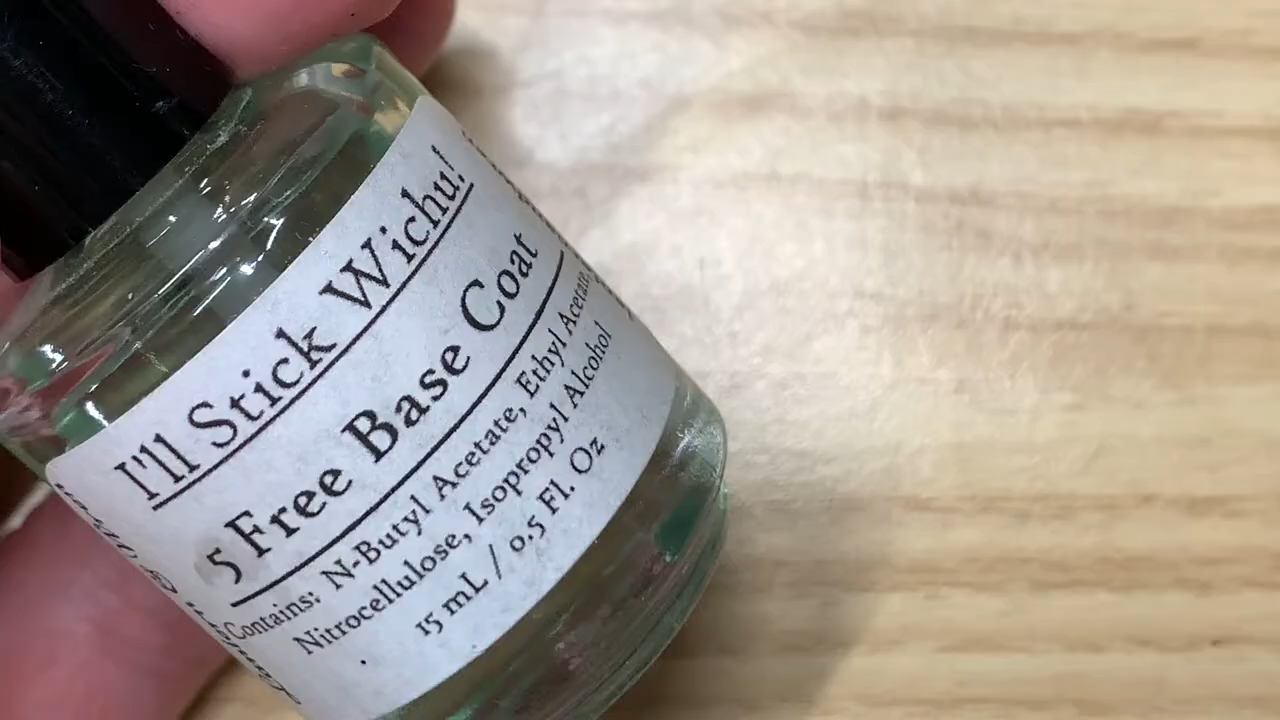 I'll Stick Wichu!
5 Free Base Coat
Contains: N-Butyl Acetate, Ethyl Acetate,
Nitrocellulose, Isopropyl Alcohol
15 mL / 0.5 Fl. Oz